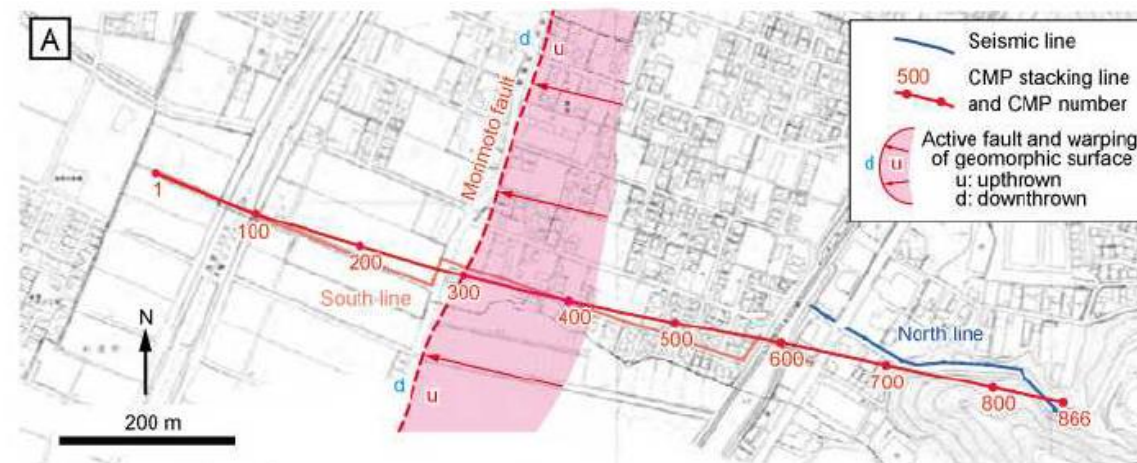 A
d
u
Morimoto fault
1
100
200
South line
300
400
500
600
North line
700
800
866
d
u
N
200 m
Seismic line
500 CMP stacking line
and CMP number
d
u
Active fault and warping
of geomorphic surface
u: upthrown
d: downthrown